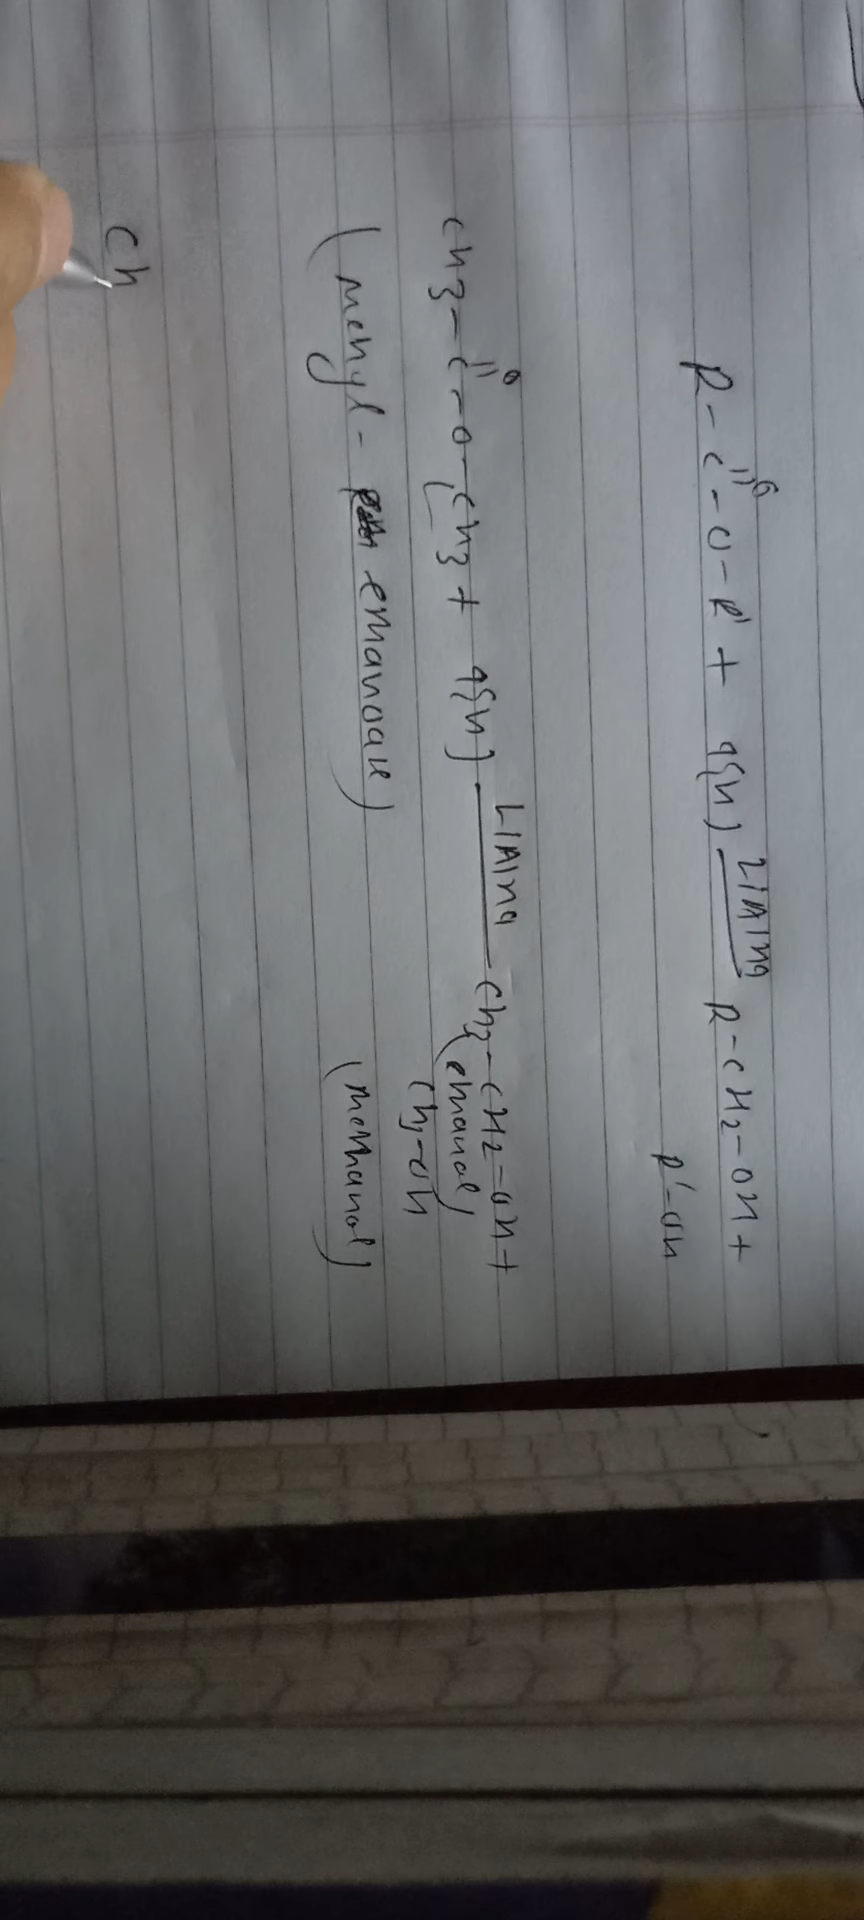 O
R-C-O-R' + 4[H] LiAlH4 R-CH2-OH +
R'-OH
O
CH3-C-O-CH3 + 4[H] LiAlH4 CH3-CH2-OH +
(ethanol)
CH3-OH
(methyl-ethanoate) (methanol)
CH